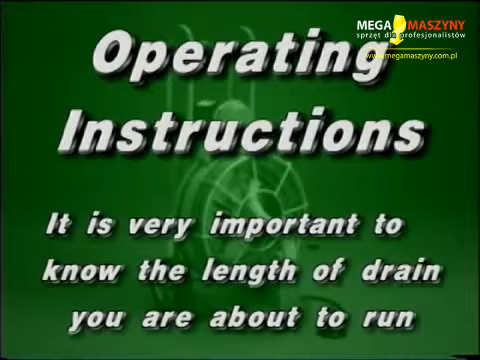 MEGA MASZYNY
sprzęt dla profesjonalistów
www.megamaszyny.com.pl
Operating
Instructions
It is very important to
know the length of drain
you are about to run